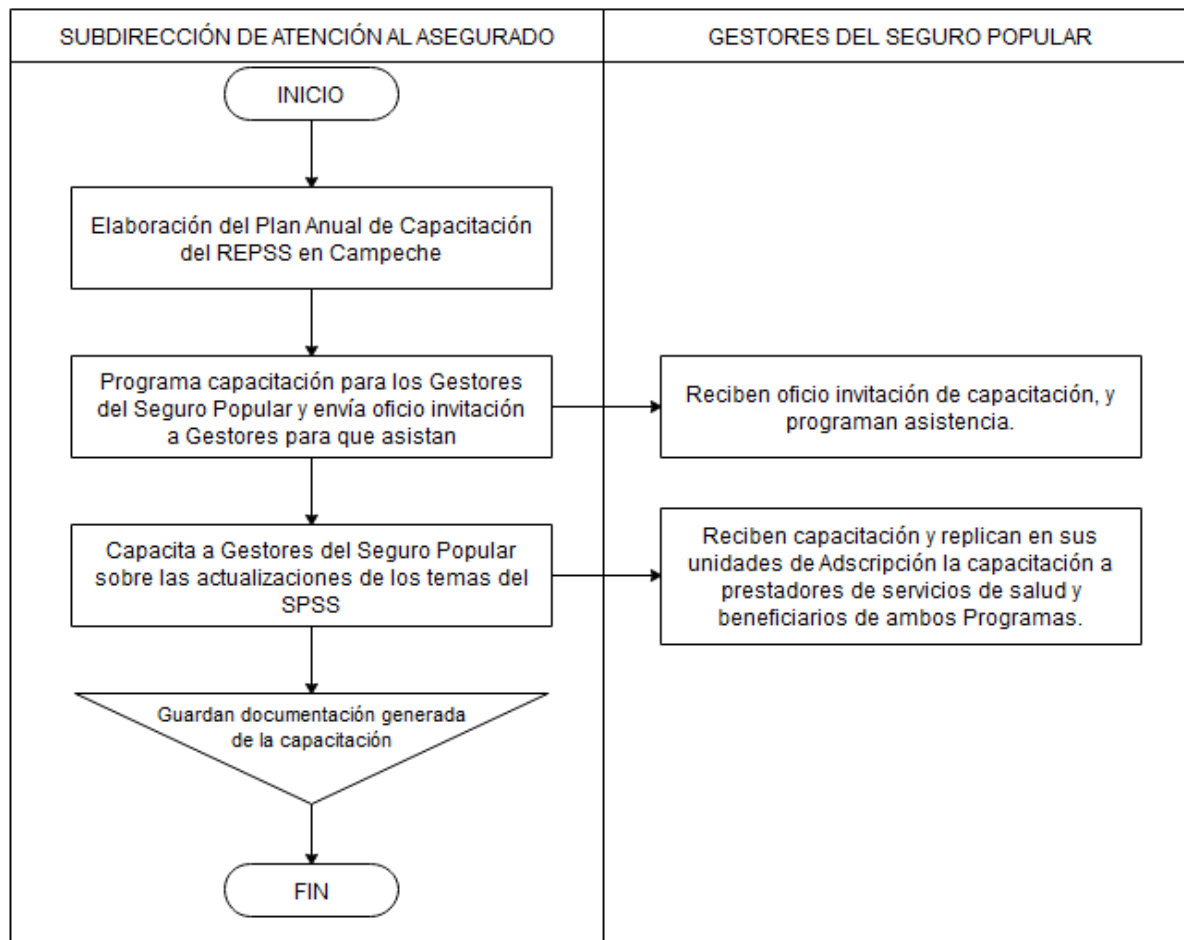 SUBDIRECCIÓN DE ATENCIÓN AL ASEGURADO
GESTORES DEL SEGURO POPULAR
INICIO
Elaboración del Plan Anual de Capacitación
del REPSS en Campeche
Programa capacitación para los Gestores
del Seguro Popular y envía oficio invitación
a Gestores para que asistan
Reciben oficio invitación de capacitación, y
programan asistencia.
Capacita a Gestores del Seguro Popular
sobre las actualizaciones de los temas del
SPSS
Reciben capacitación y replican en sus
unidades de Adscripción la capacitación a
prestadores de servicios de salud y
beneficiarios de ambos Programas.
Guardan documentación generada
de la capacitación
FIN